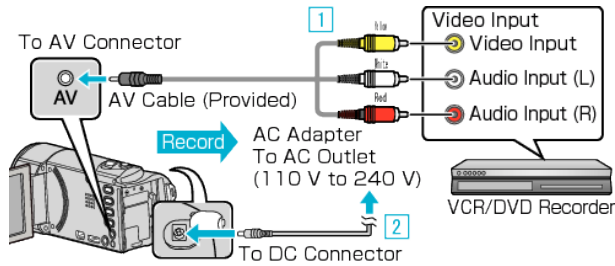 To AV Connector
AV
AV Cable (Provided)
1
Yellow
White
Red
Video Input
Video Input
Audio Input (L)
Audio Input (R)
VCR/DVD Recorder
Record
AC Adapter
To AC Outlet
(110 V to 240 V)
2
To DC Connector